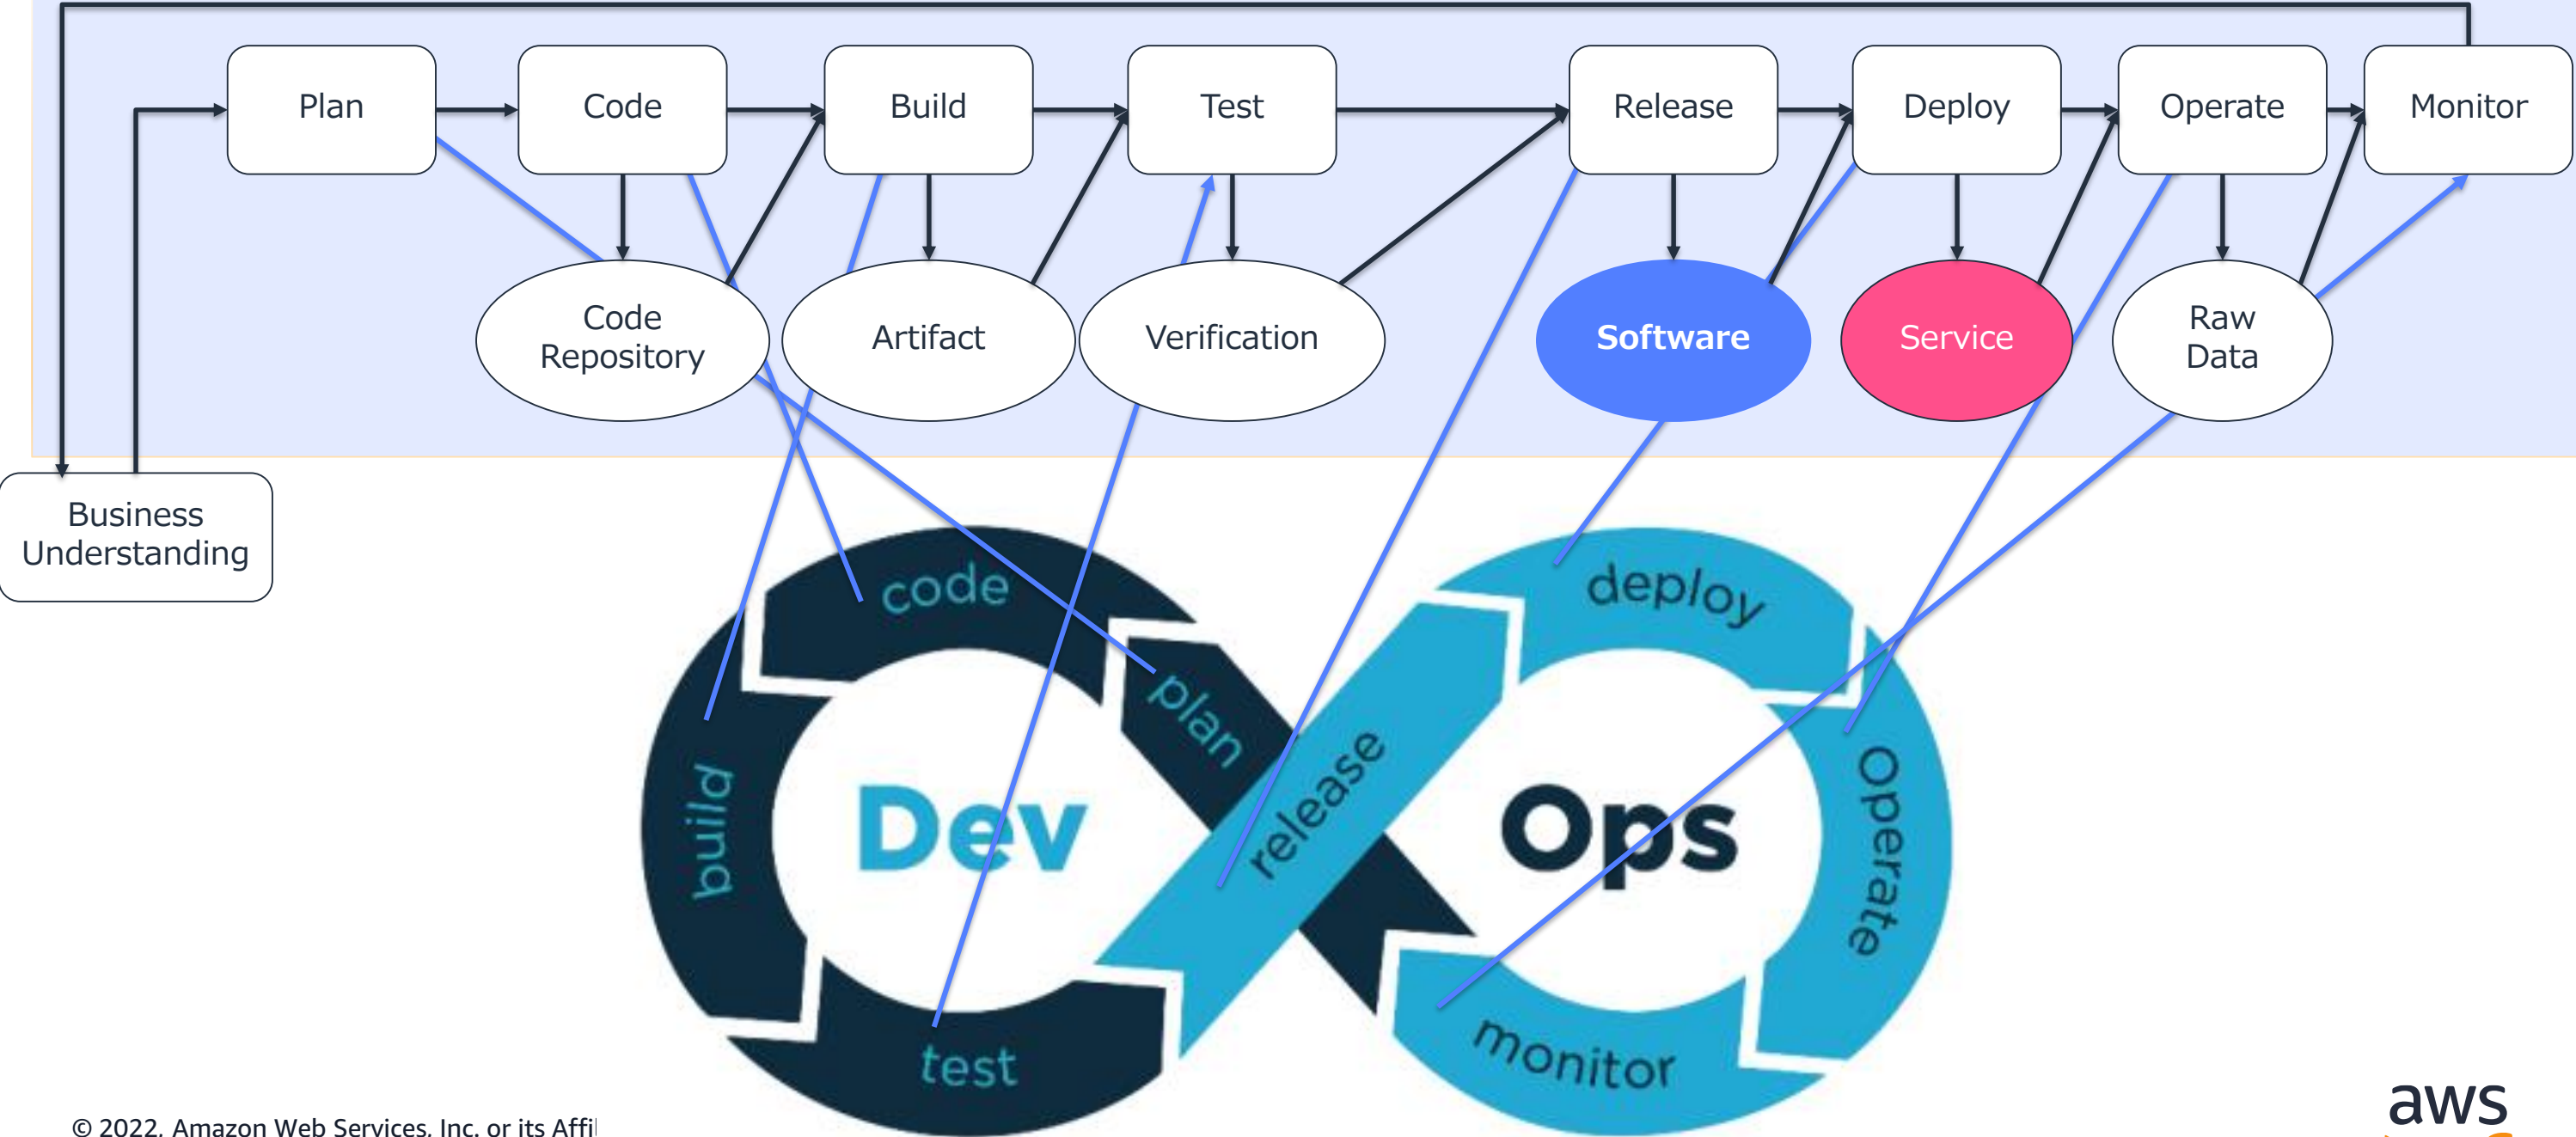 Plan
Code
Build
Test
Release
Deploy
Operate
Monitor
Code
Repository
Artifact
Verification
Software
Service
Raw
Data
Business
Understanding
code
plan
build
test
Dev
release
deploy
Operate
monitor
Ops
© 2022, Amazon Web Services, Inc. or its
aws